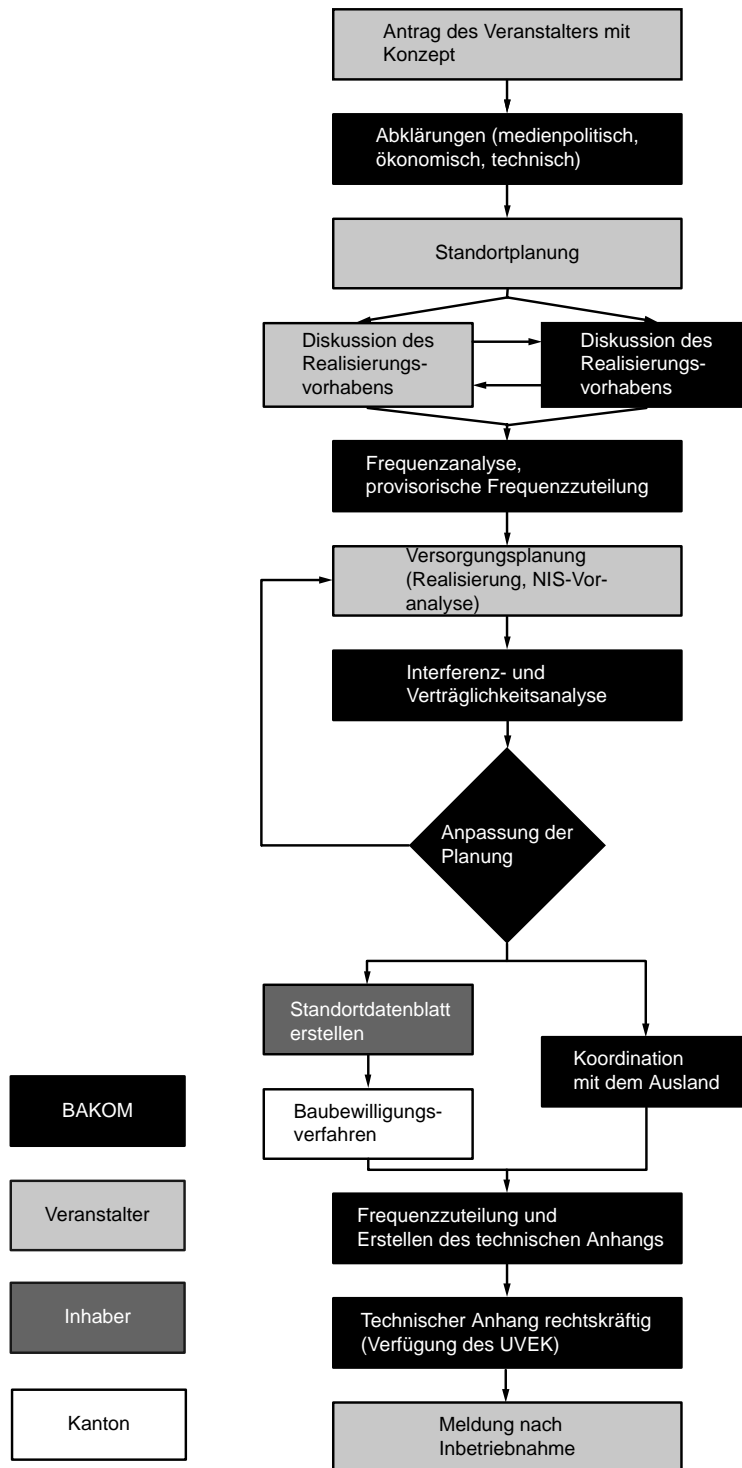 Antrag des Veranstalters mit
Konzept
Abklärungen (medienpolitisch,
ökonomisch, technisch)
Standortplanung
Diskussion des
Realisierungs-
vorhabens
Diskussion des
Realisierungs-
vorhabens
Frequenzanalyse,
provisorische Frequenzzuteilung
Versorgungsplanung
(Realisierung, NIS-Vor-
analyse)
Interferenz- und
Verträglichkeitsanalyse
Anpassung der
Planung
Standortdatenblatt
erstellen
Koordination
mit dem Ausland
Baubewilligungs-
verfahren
Frequenzzuteilung und
Erstellen des technischen Anhangs
Technischer Anhang rechtskräftig
(Verfügung des UVEK)
Meldung nach
Inbetriebnahme
BAKOM
Veranstalter
Inhaber
Kanton